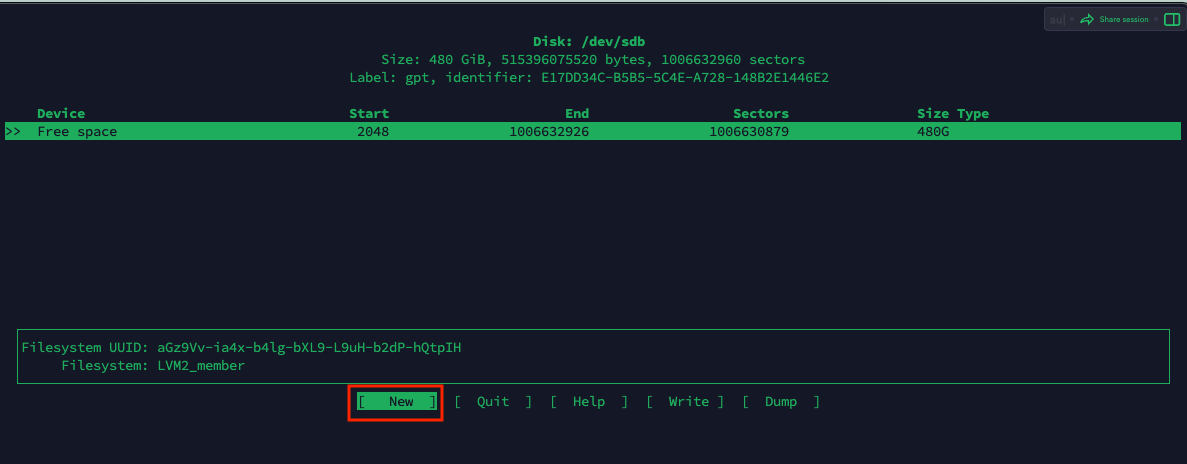 Share session
Disk: /dev/sdb
Size: 480 GiB, 515396075520 bytes, 1006632960 sectors
Label: gpt, identifier: E17DD34C-B5B5-5C4E-A728-148B2E1446E2
Device Start End Sectors Size Type
>> Free space 2048 1006632926 1006630879 480G
Filesystem UUID: aGz9Vv-ia4x-b4lg-bXL9-L9uH-b2dP-hQtpIH
Filesystem: LVM2_member
[ New ] [ Quit ] [ Help ] [ Write ] [ Dump ]